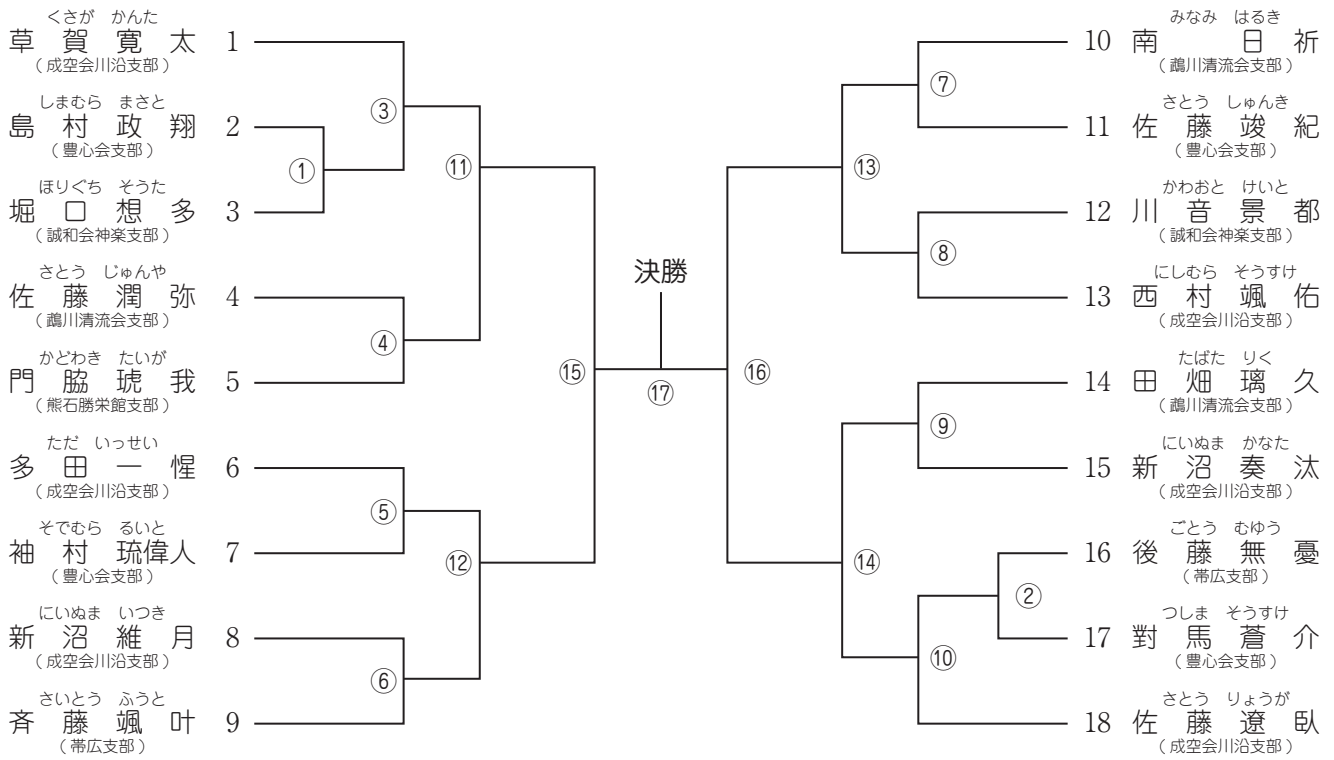 くさが かんた
草賀寛太 1
（成空会川沿支部）
しまむら まさと
島村政翔 2
（豊心会支部）
ほりぐち そうた
堀口想多 3
（誠和会神楽支部）
さとう じゅんや
佐藤潤弥 4
（鵡川清流会支部）
かどわき たいが
門脇琥我 5
（熊石勝栄館支部）
ただ いっせい
多田一惺 6
（成空会川沿支部）
そでむら るいと
袖村琉偉人 7
（豊心会支部）
にいぬま いつき
新沼維月 8
（成空会川沿支部）
さいとう ふうと
斉藤颯叶 9
（帯広支部）
③
①
⑪
④
⑮
⑤
⑫
⑥
決勝
⑰
⑦
⑬
⑧
⑯
⑨
⑭
②
⑩
みなみ はるき
10 南日祈
（鵡川清流会支部）
さとう しゅんき
11 佐藤竣紀
（豊心会支部）
かわおと けいと
12 川音景都
（誠和会神楽支部）
にしむら そうすけ
13 西村颯佑
（成空会川沿支部）
たばた りく
14 田畑璃久
（鵡川清流会支部）
にいぬま かなた
15 新沼奏汰
（成空会川沿支部）
ごとう むゆう
16 後藤無憂
（帯広支部）
つしま そうすけ
17 對馬蒼介
（豊心会支部）
さとう りょうが
18 佐藤遼臥
（成空会川沿支部）